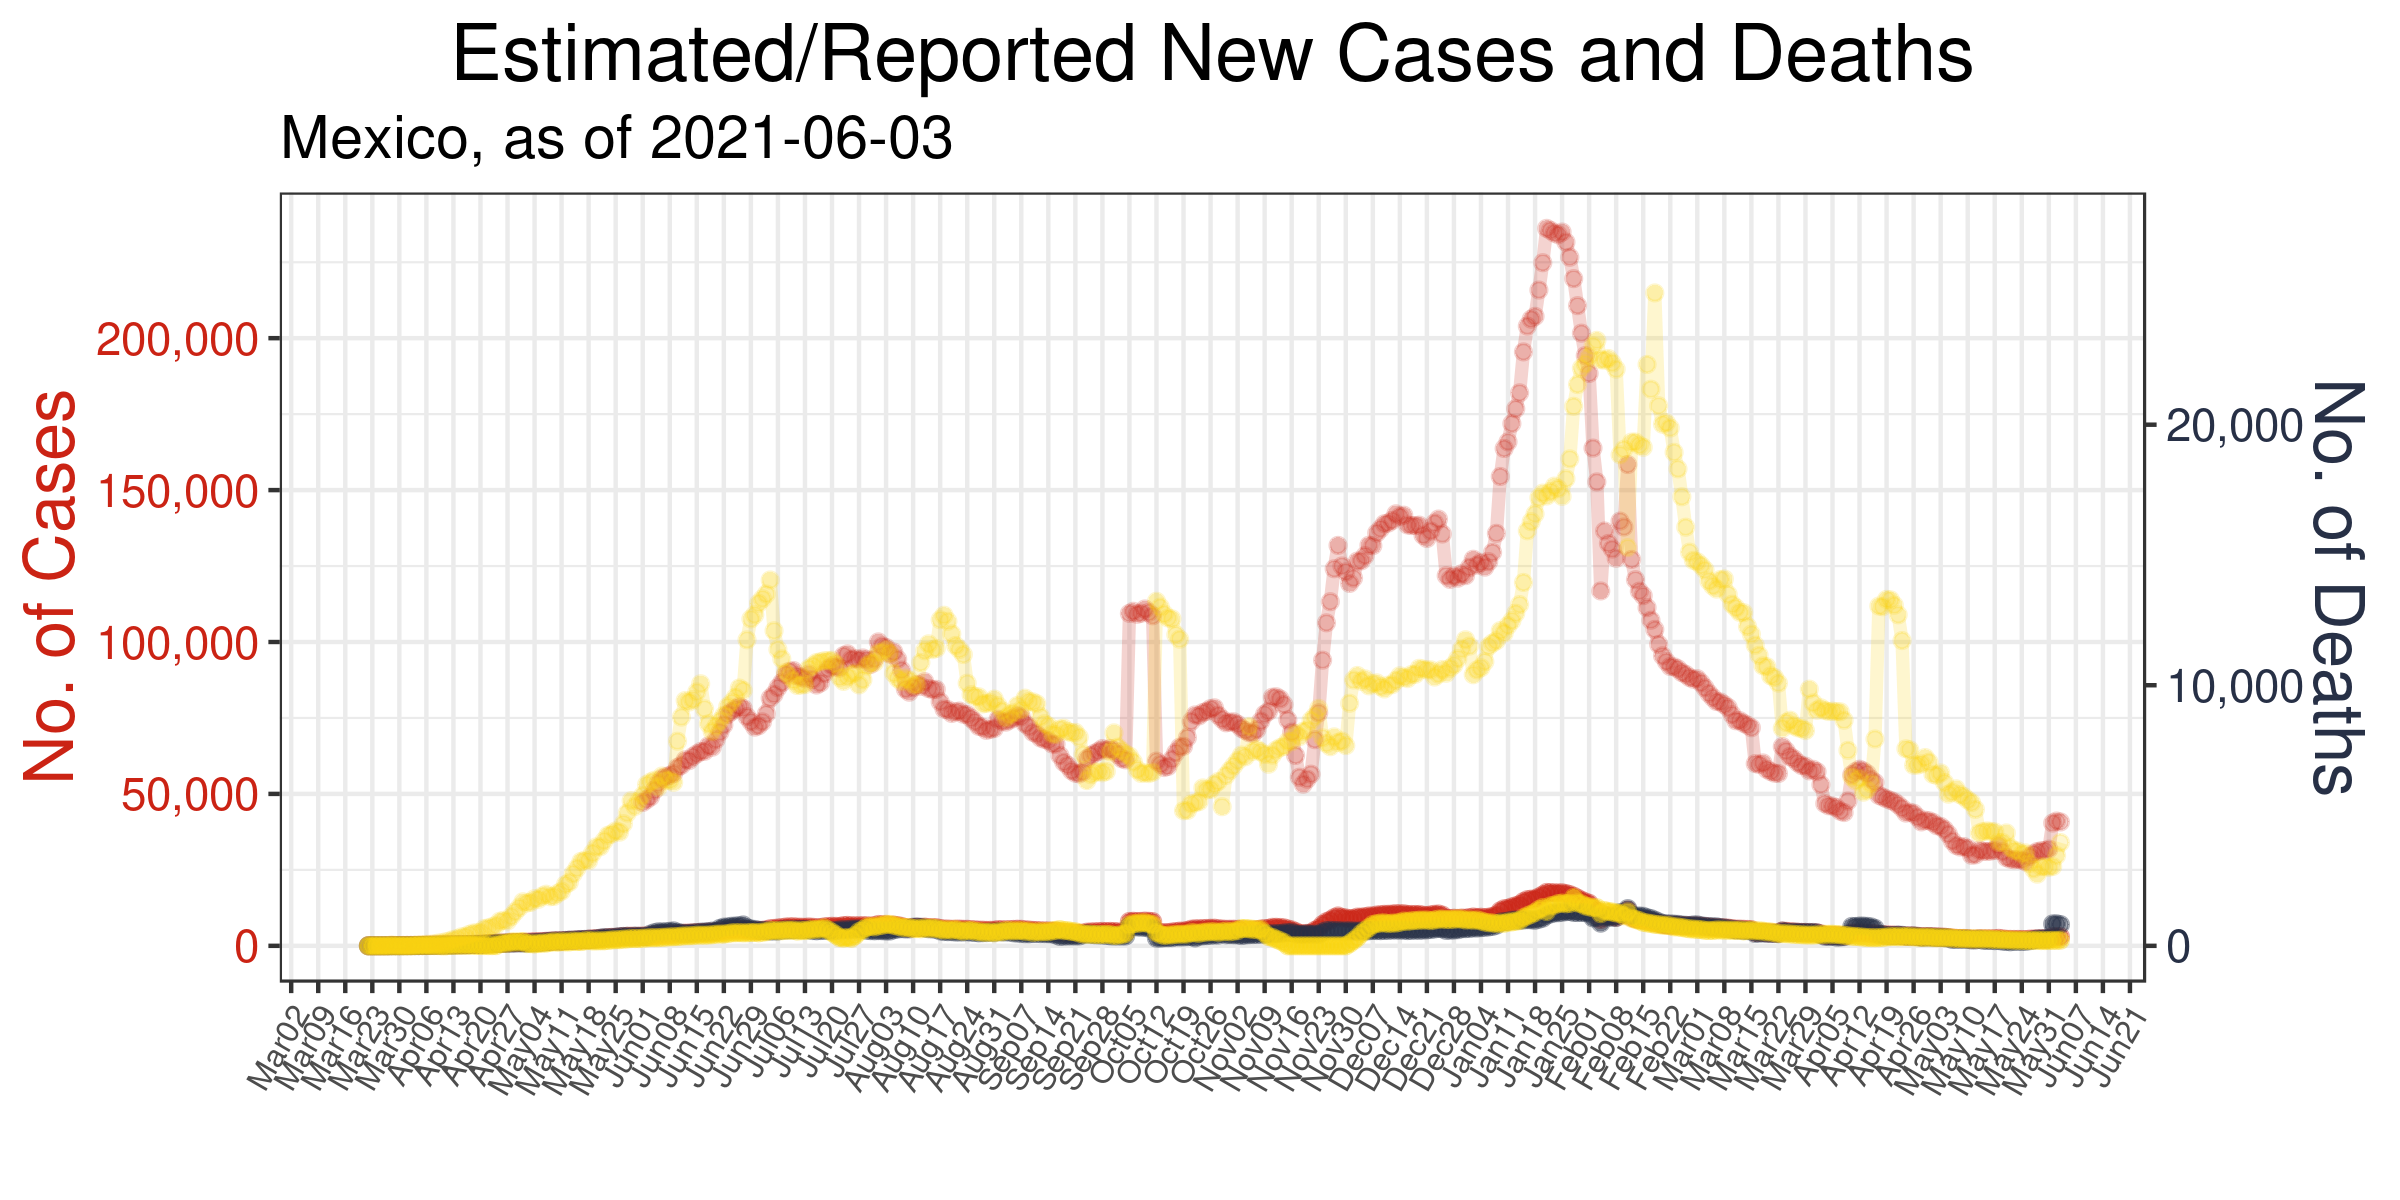 Estimated/Reported New Cases and Deaths
Mexico, as of 2021-06-03
No. of Cases
200,000
150,000
100,000
50,000
0
20,000
10,000
0
No. of Deaths
Mar02
Mar09
Mar16
Mar23
Mar30
Apr06
Apr13
Apr20
Apr27
May04
May11
May18
May25
Jun01
Jun08
Jun15
Jun22
Jun29
Jul06
Jul13
Jul20
Jul27
Aug03
Aug10
Aug17
Aug24
Aug31
Sep07
Sep14
Sep21
Sep28
Oct05
Oct12
Oct19
Oct26
Nov02
Nov09
Nov16
Nov23
Nov30
Dec07
Dec14
Dec21
Dec28
Jan04
Jan11
Jan18
Jan25
Feb01
Feb08
Feb15
Feb22
Mar01
Mar08
Mar15
Mar22
Mar29
Apr05
Apr12
Apr19
Apr26
May03
May10
May17
May24
May31
Jun07
Jun14
Jun21